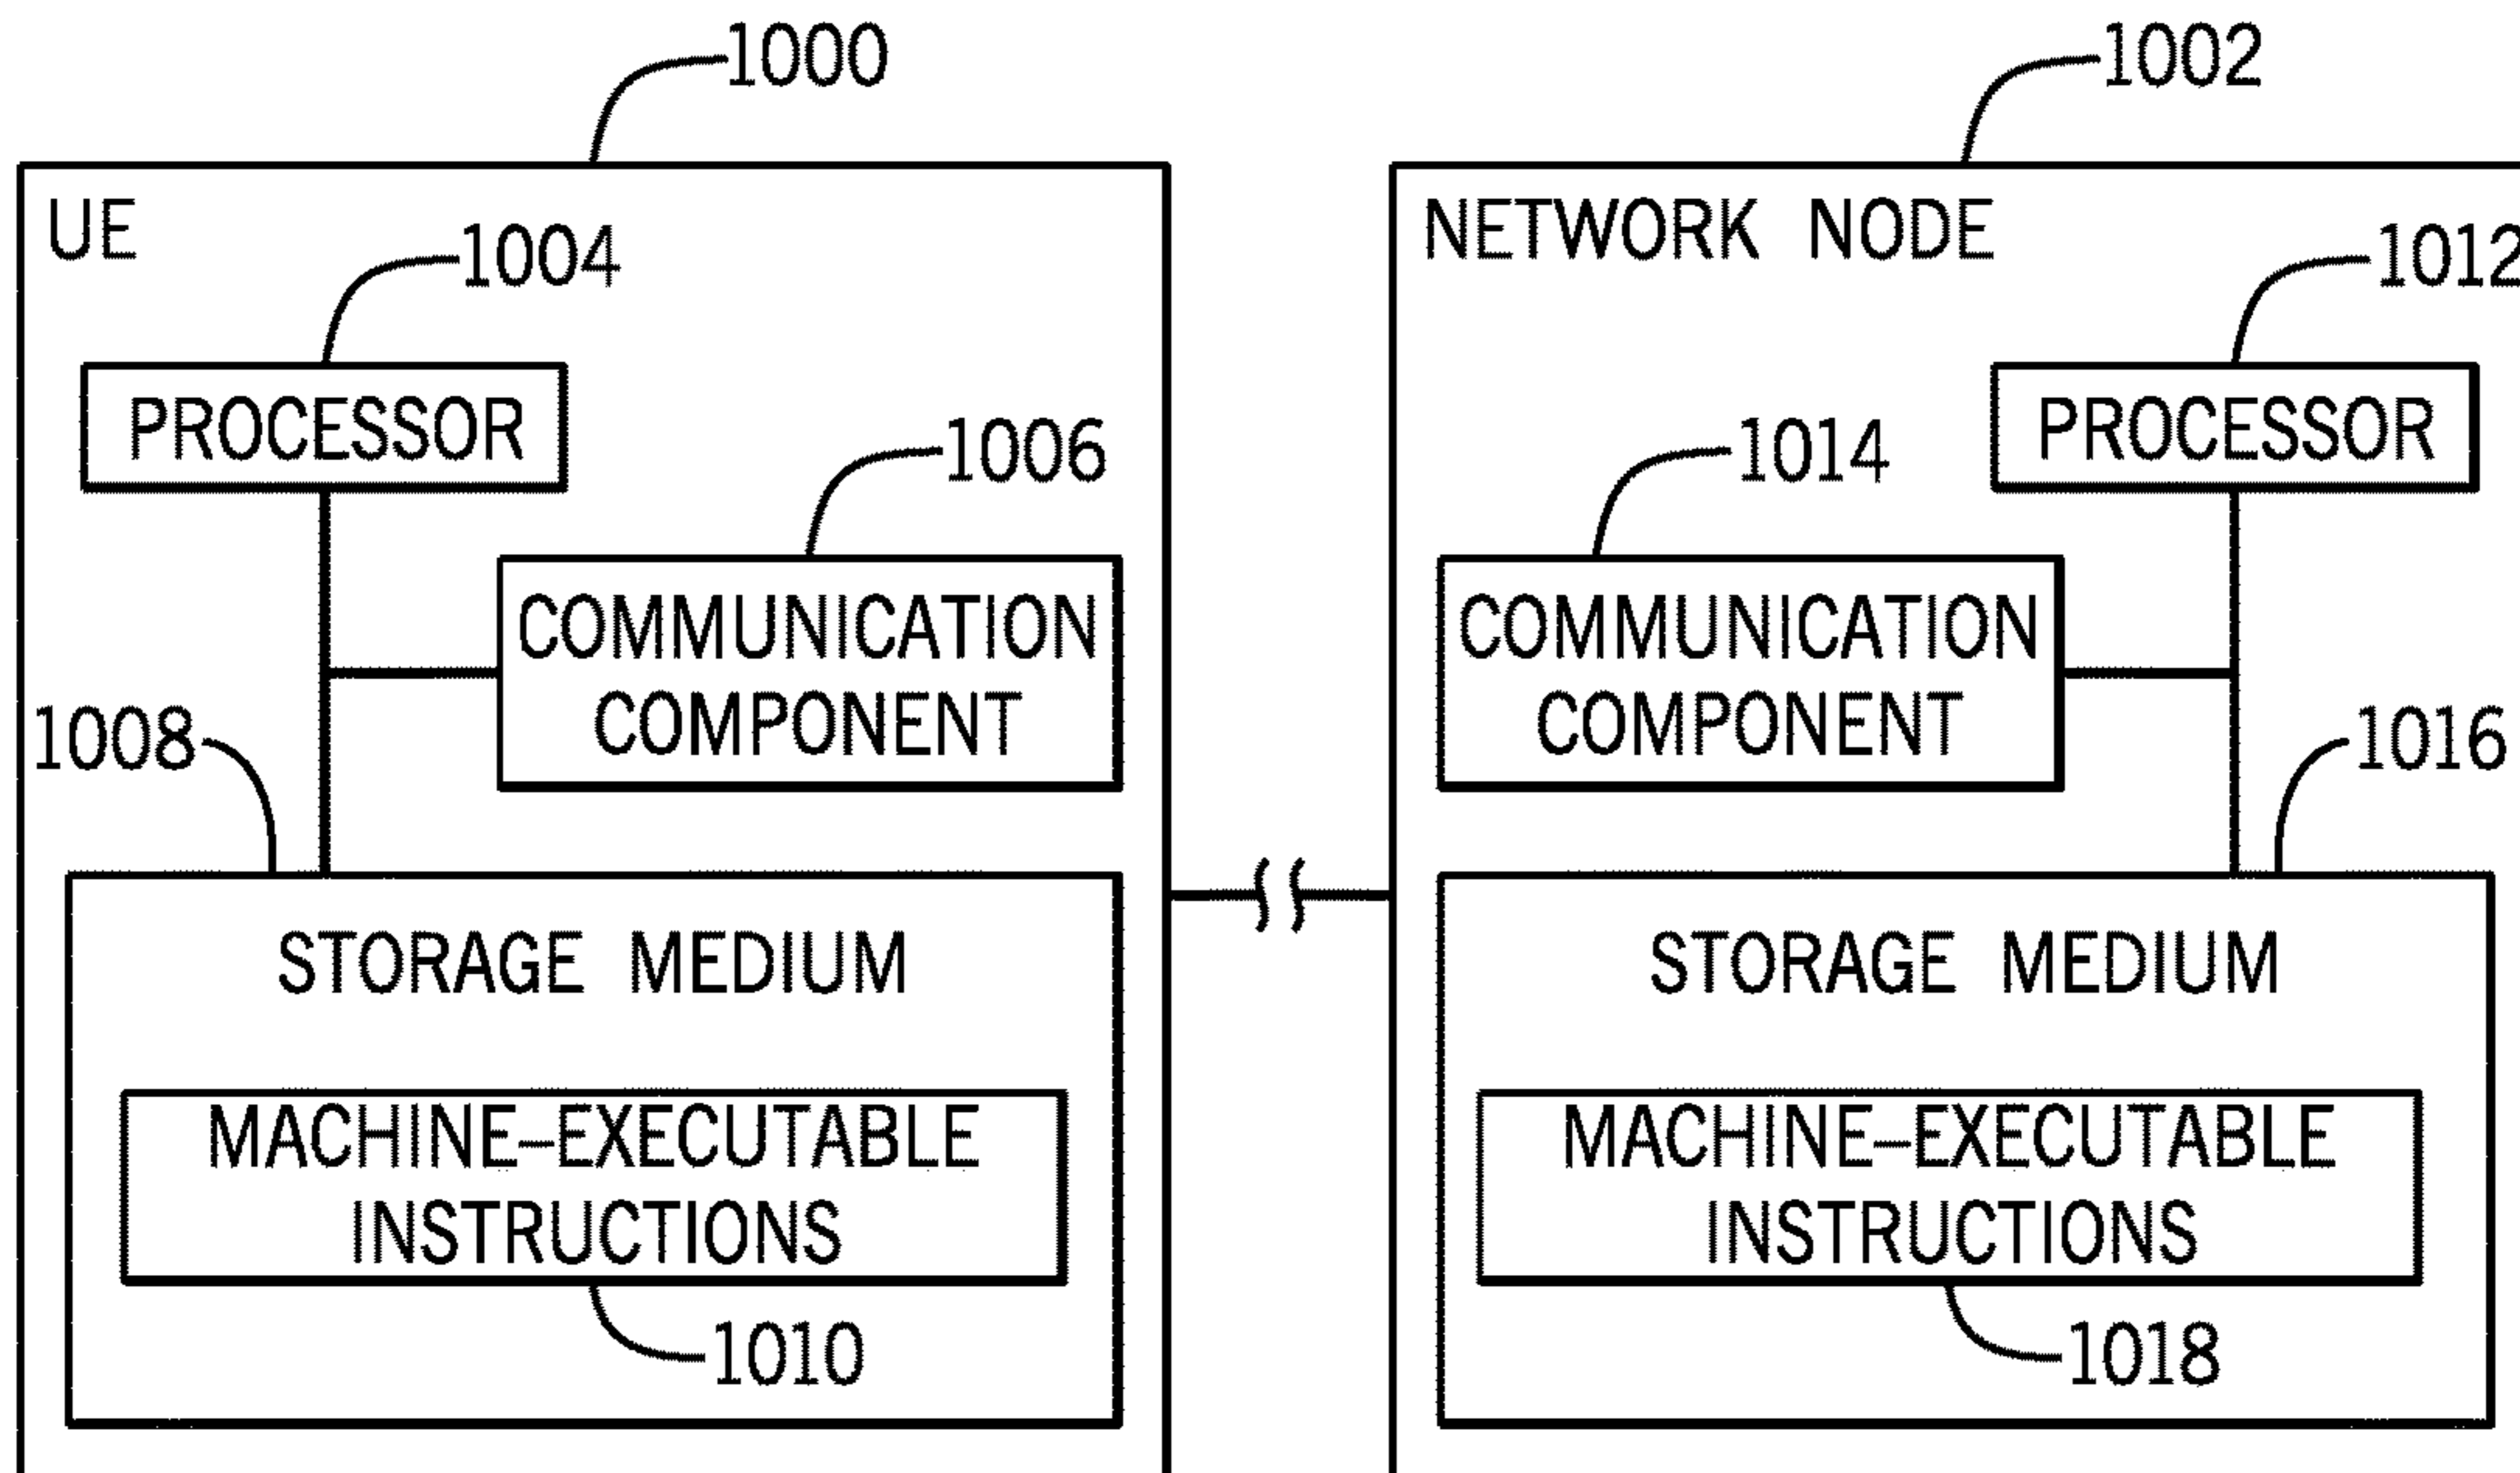 1000
UE
1004
PROCESSOR
1006
COMMUNICATION
COMPONENT
1008
STORAGE MEDIUM
MACHINE–EXECUTABLE
INSTRUCTIONS
1010
1002
NETWORK NODE
1012
PROCESSOR
1014
COMMUNICATION
COMPONENT
1016
STORAGE MEDIUM
MACHINE–EXECUTABLE
INSTRUCTIONS
1018